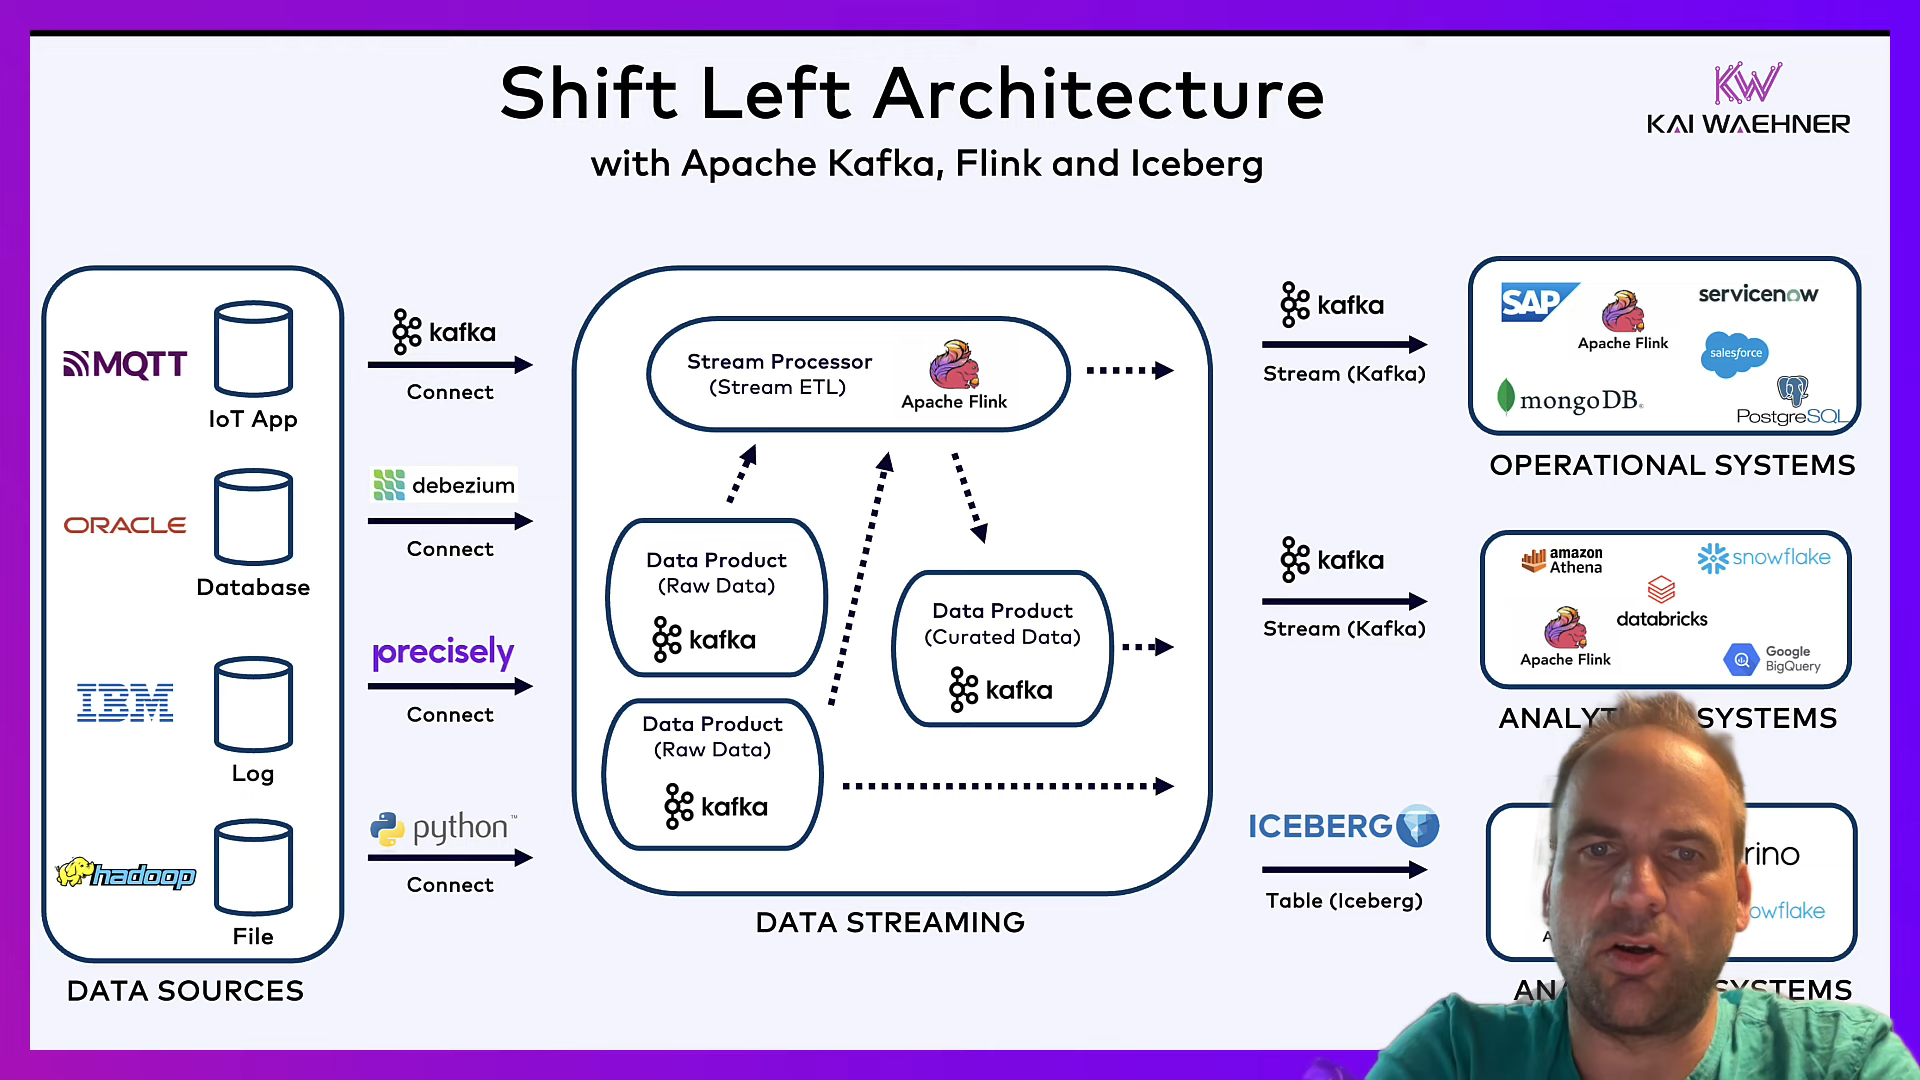 Shift Left Architecture
with Apache Kafka, Flink and Iceberg
KW
KAI WAEHNER
MQTT
IoT App
ORACLE
Database
IBM
Log
hadoop
File
DATA SOURCES
kafka
Connect
debezium
Connect
precisely
Connect
python™
Connect
Stream Processor
(Stream ETL)
Apache Flink
Data Product
(Raw Data)
kafka
Data Product
(Raw Data)
kafka
Data Product
(Curated Data)
kafka
DATA STREAMING
kafka
Stream (Kafka)
kafka
Stream (Kafka)
ICEBERG
Table (Iceberg)
SAP
Apache Flink
servicenow
salesforce
mongoDB®
PostgreSQL
OPERATIONAL SYSTEMS
amazon
Athena
snowflake
databricks
Apache Flink
Google
BigQuery
SYSTEMS